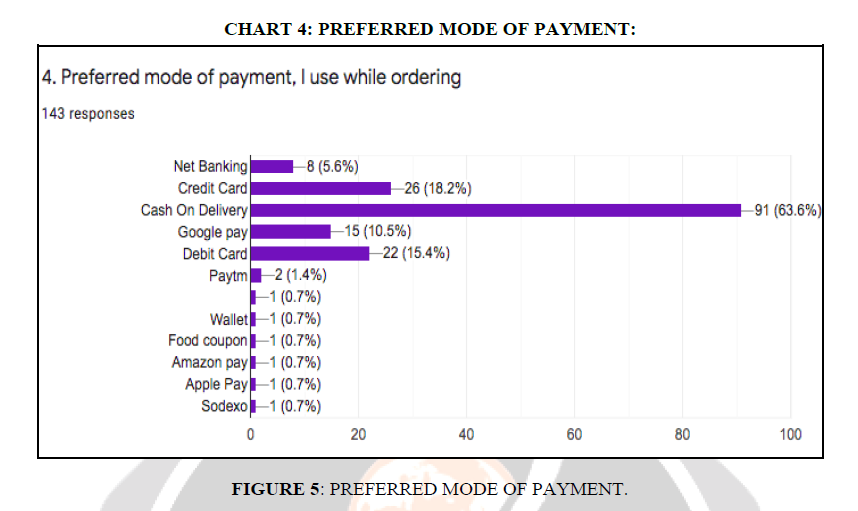 CHART 4: PREFERRED MODE OF PAYMENT:
4. Preferred mode of payment, I use while ordering
143 responses
Net Banking 8 (5.6%)
Credit Card 26 (18.2%)
Cash On Delivery 91 (63.6%)
Google pay 15 (10.5%)
Debit Card 22 (15.4%)
Paytm 2 (1.4%)
1 (0.7%)
Wallet 1 (0.7%)
Food coupon 1 (0.7%)
Amazon pay 1 (0.7%)
Apple Pay 1 (0.7%)
Sodexo 1 (0.7%)
0 20 40 60 80 100
FIGURE 5: PREFERRED MODE OF PAYMENT.